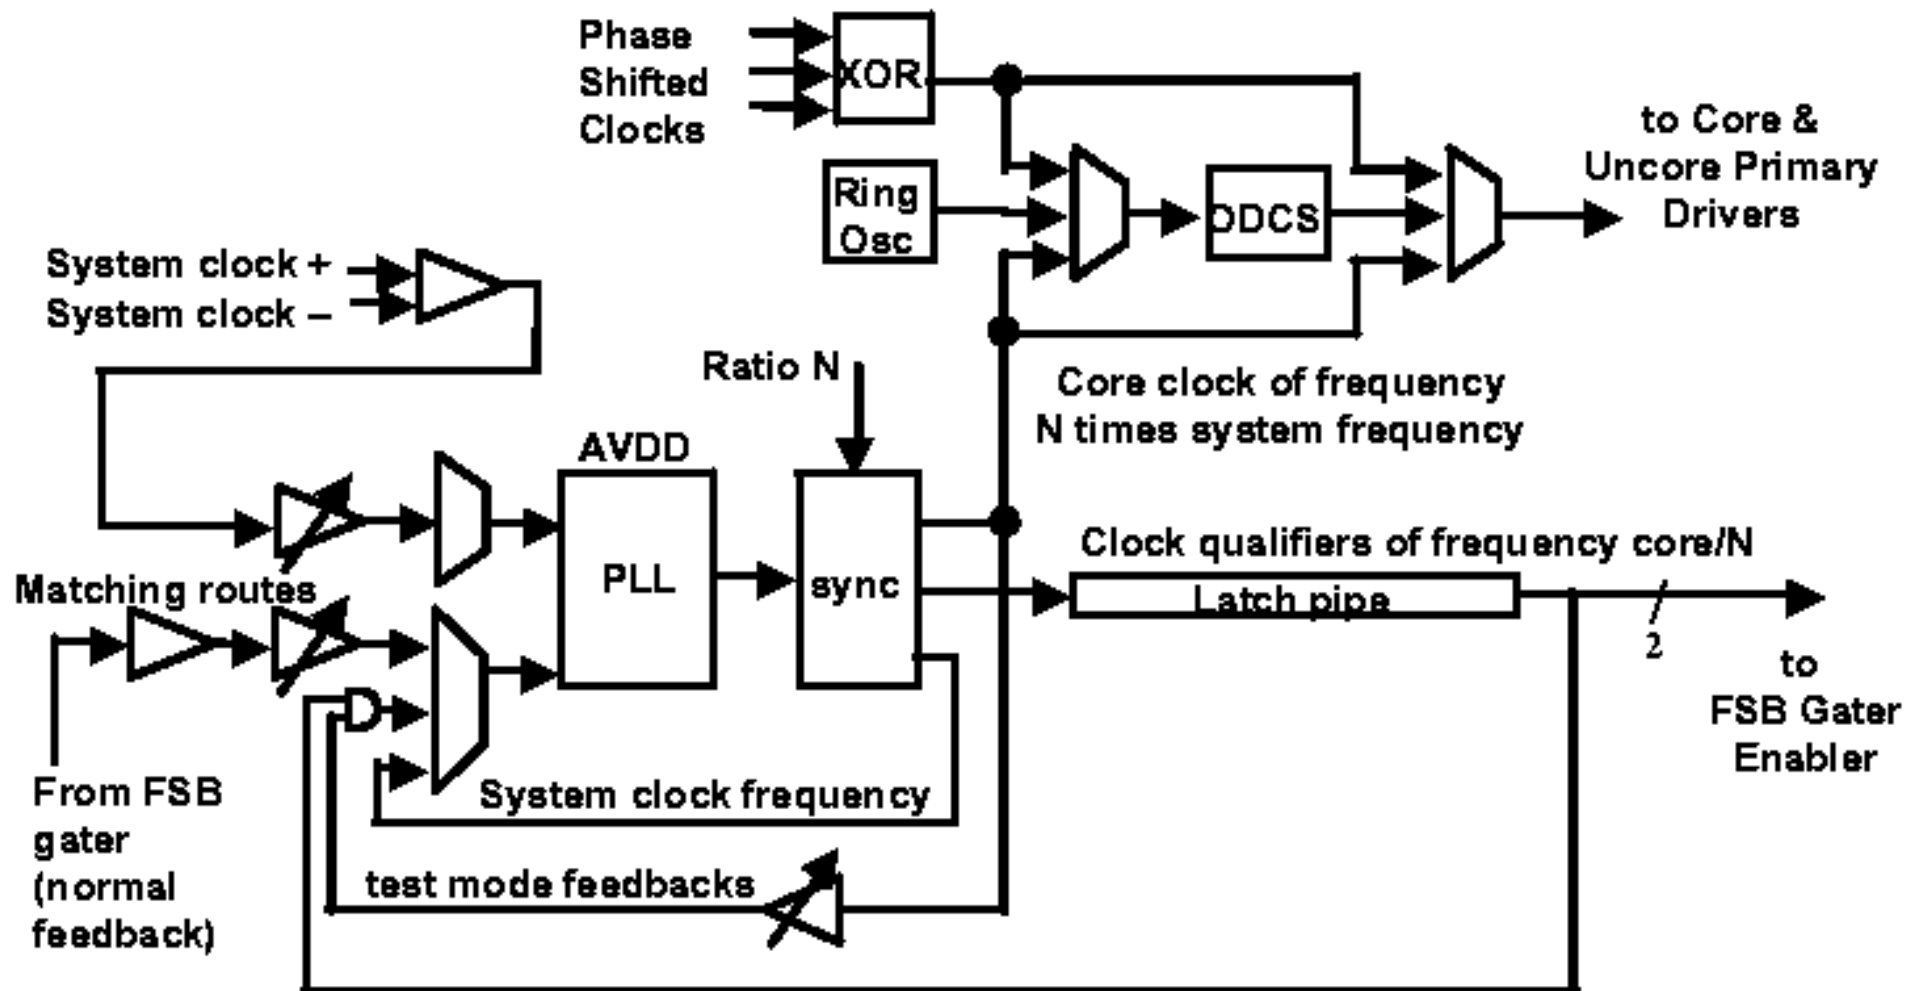 Phase
Shifted
Clocks
XOR
to Core &
Uncore Primary
Drivers
Ring
Osc
ODCS
System clock +
System clock –
Ratio N
Core clock of frequency
N times system frequency
AVDD
PLL
sync
Clock qualifiers of frequency core/N
Latch pipe
2
to
FSB Gater
Enabler
Matching routes
From FSB
gater
(normal
feedback)
System clock frequency
test mode feedbacks